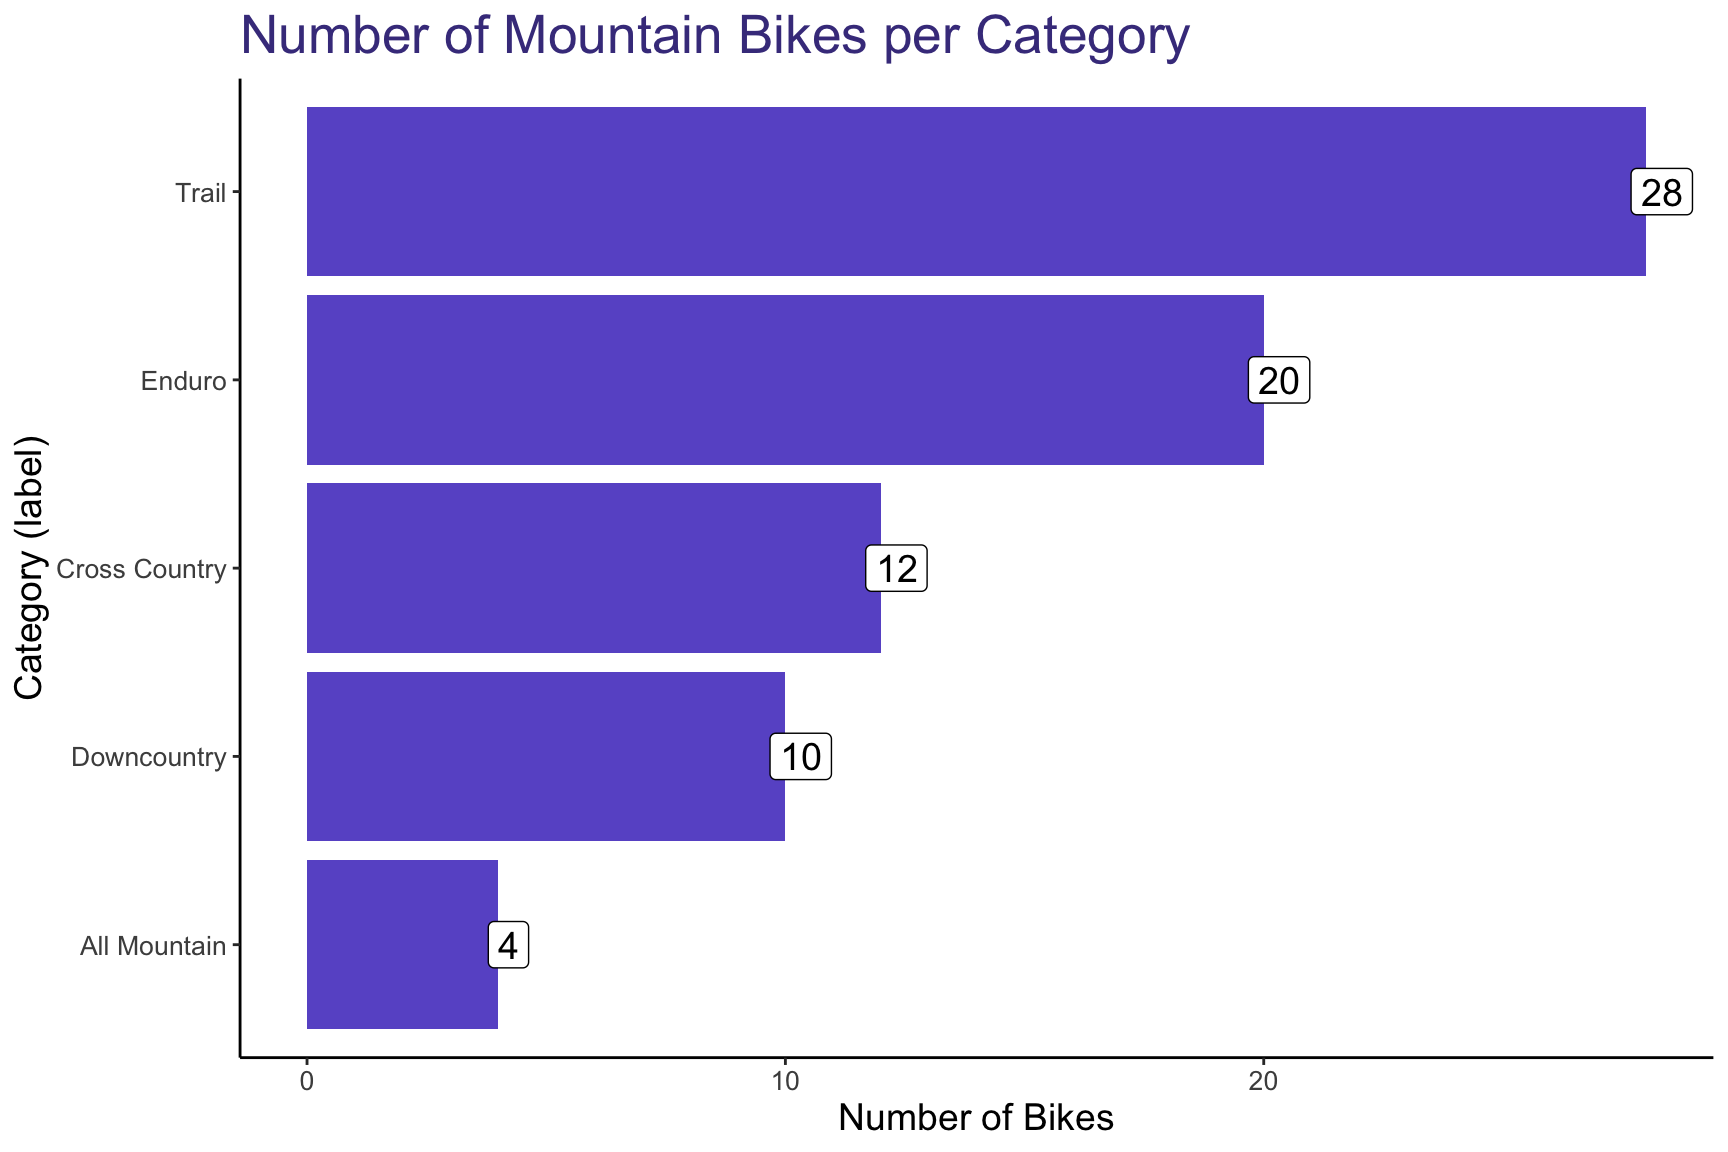 Number of Mountain Bikes per Category
Category (label)
Trail
28
Enduro
20
Cross Country
12
Downcountry
10
All Mountain
4
0 10 20
Number of Bikes